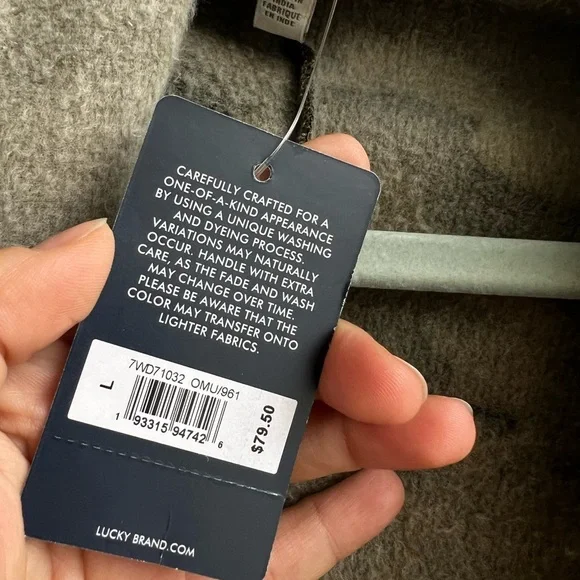 INDIA
FABRIQUE
EN INDE
CAREFULLY CRAFTED FOR A
ONE-OF-A-KIND APPEARANCE
BY USING A UNIQUE WASHING
AND DYEING PROCESS.
VARIATIONS MAY NATURALLY
OCCUR. HANDLE WITH EXTRA
CARE, AS THE FADE AND WASH
MAY CHANGE OVER TIME.
PLEASE BE AWARE THAT THE
COLOR MAY TRANSFER ONTO
LIGHTER FABRICS.
7WD71032 OMU/961
L
1 93315 94742 6
$79.50
LUCKY BRAND.COM